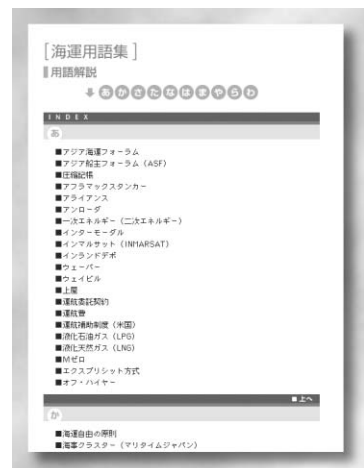 [海運用語集]
用語解説
あかさたなはまやらわ
INDEX
あ
■アジア海運フォーラム
■アジア船主フォーラム（ASF）
■圧縮記帳
■アフラマックスタンカー
■アライアンス
■アンローダ
■一次エネルギー（二次エネルギー）
■インターモーダル
■インマルサット（INMARSAT）
■インランドデポ
■ウェーバー
■ウェイビル
■上屋
■運航委託契約
■運航費
■運航補助制度（米国）
■液化石油ガス（LPG）
■液化天然ガス（LNG）
■Mゼロ
■エクスプリシット方式
■オフ・ハイヤー
■上へ
か
■海運自由の原則
■海事クラスター（マリタイムジャパン）